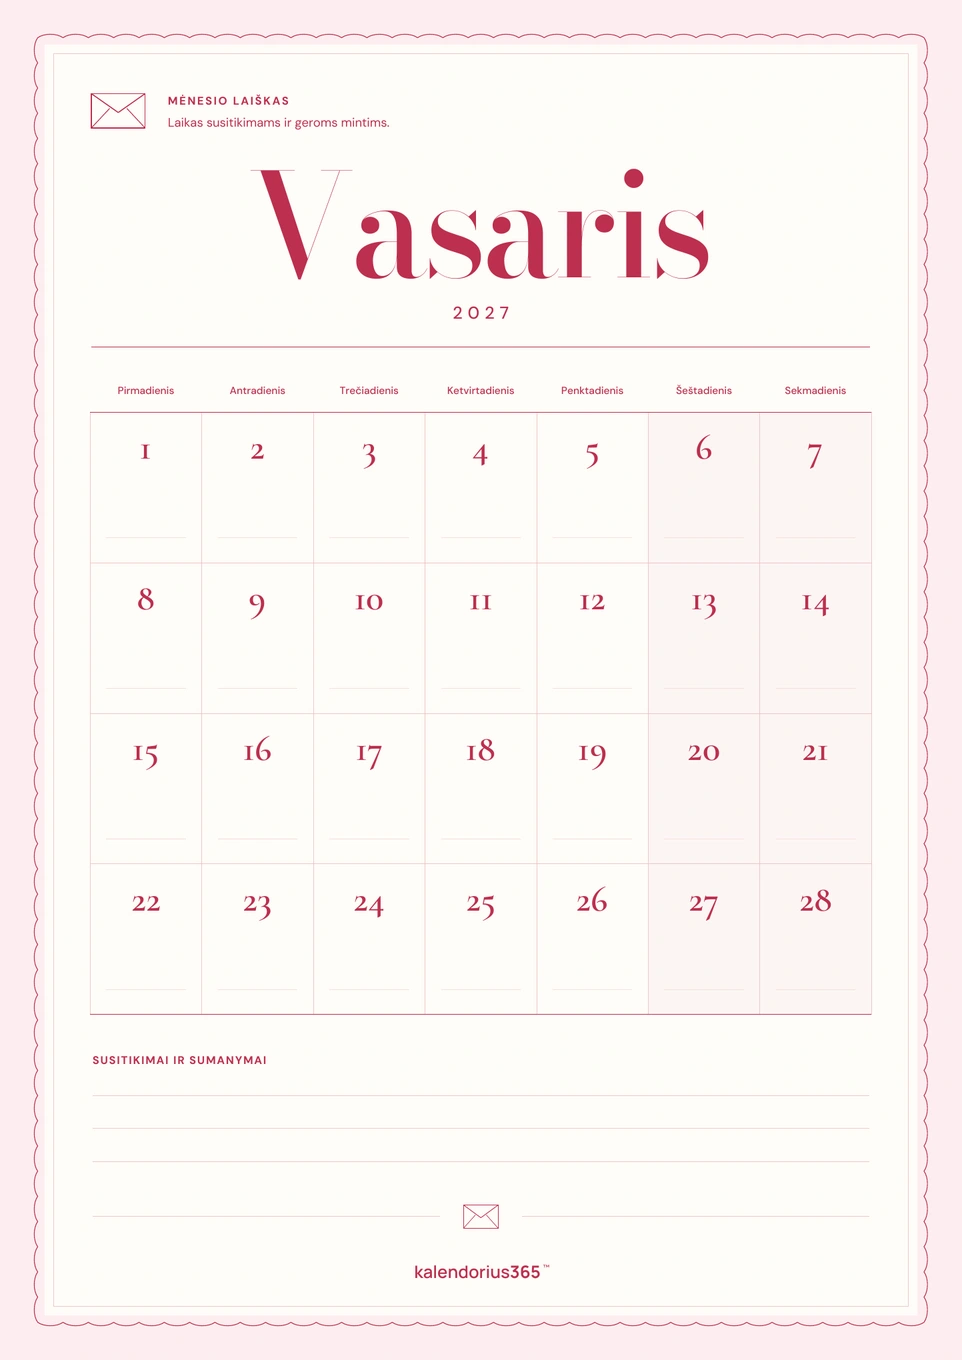 MĖNESIO LAIŠKAS
Laikas susitikimams ir geroms mintims.
Vasaris
2027
Pirmadienis Antradienis Trečiadienis Ketvirtadienis Penktadienis Šeštadienis Sekmadienis
1 2 3 4 5 6 7
8 9 10 11 12 13 14
15 16 17 18 19 20 21
22 23 24 25 26 27 28
SUSITIKIMAI IR SUMANYMAI
kalendorius365™